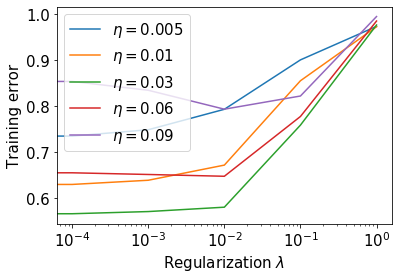 1.0
0.9
0.8
0.7
0.6
Training error
η = 0.005
η = 0.01
η = 0.03
η = 0.06
η = 0.09
10⁻⁴ 10⁻³ 10⁻² 10⁻¹ 10⁰
Regularization λ